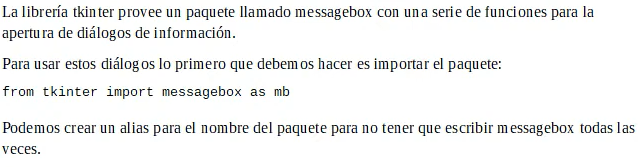 La librería tkinter provee un paquete llamado messagebox con una serie de funciones para la
apertura de diálogos de información.
Para usar estos diálogos lo primero que debemos hacer es importar el paquete:
from tkinter import messagebox as mb
Podemos crear un alias para el nombre del paquete para no tener que escribir messagebox todas las
veces.